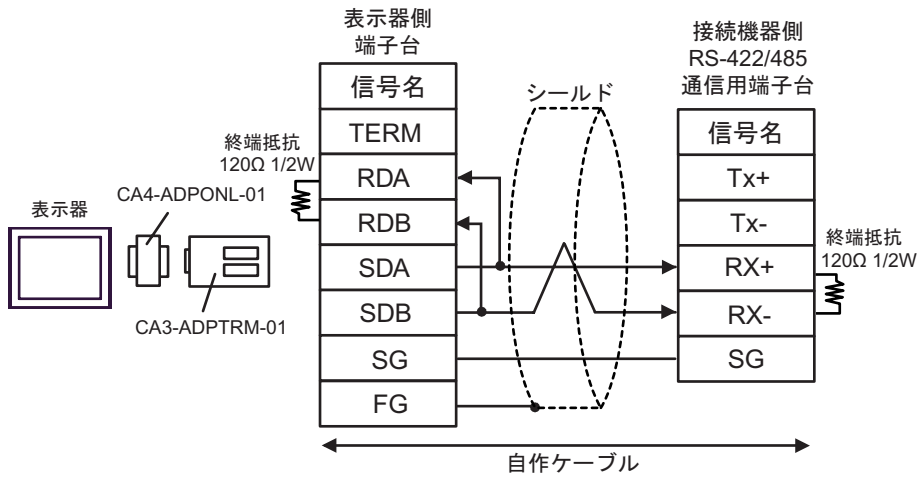 表示器側
端子台
信号名
TERM
RDA
RDB
SDA
SDB
SG
FG
終端抵抗
120Ω 1/2W
表示器
CA4-ADPONL-01
CA3-ADPTRM-01
シールド
接続機器側
RS-422/485
通信用端子台
信号名
Tx+
Tx-
RX+
RX-
SG
終端抵抗
120Ω 1/2W
自作ケーブル